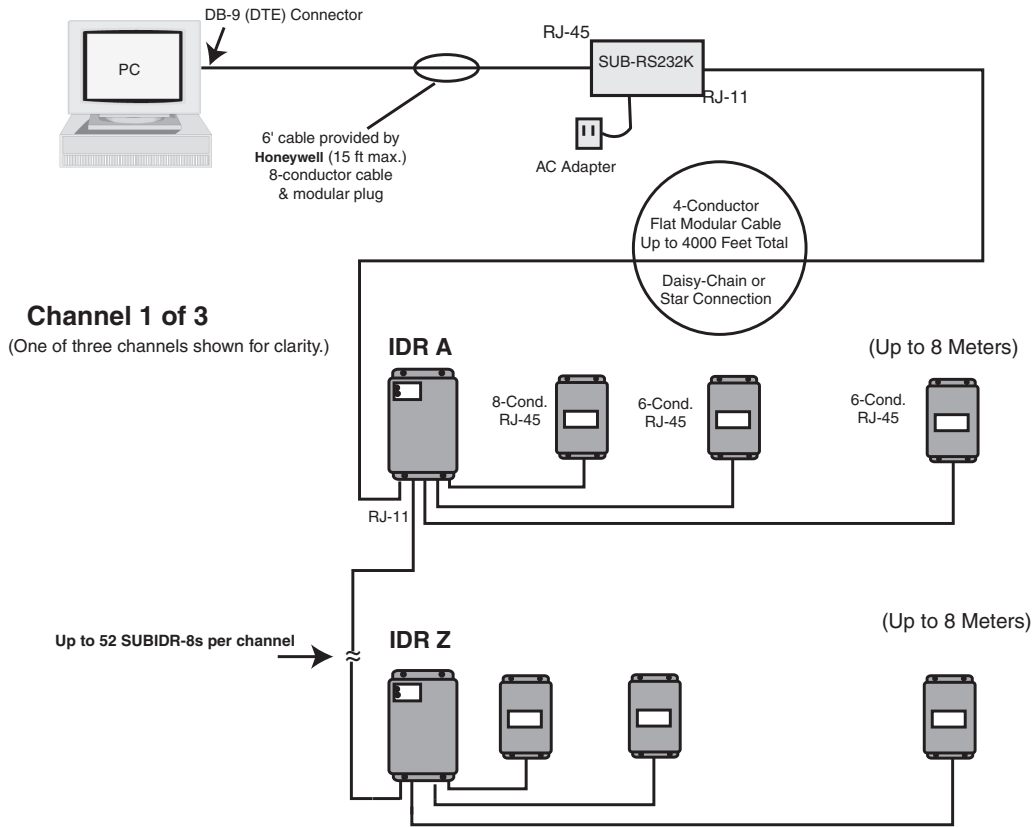 DB-9 (DTE) Connector
PC
RJ-45
SUB-RS232K
RJ-11
6' cable provided by
Honeywell (15 ft max.)
8-conductor cable
& modular plug
AC Adapter
4-Conductor
Flat Modular Cable
Up to 4000 Feet Total
Daisy-Chain or
Star Connection
Channel 1 of 3
(One of three channels shown for clarity.)
IDR A
(Up to 8 Meters)
8-Cond.
RJ-45
6-Cond.
RJ-45
6-Cond.
RJ-45
RJ-11
Up to 52 SUBIDR-8s per channel
IDR Z
(Up to 8 Meters)